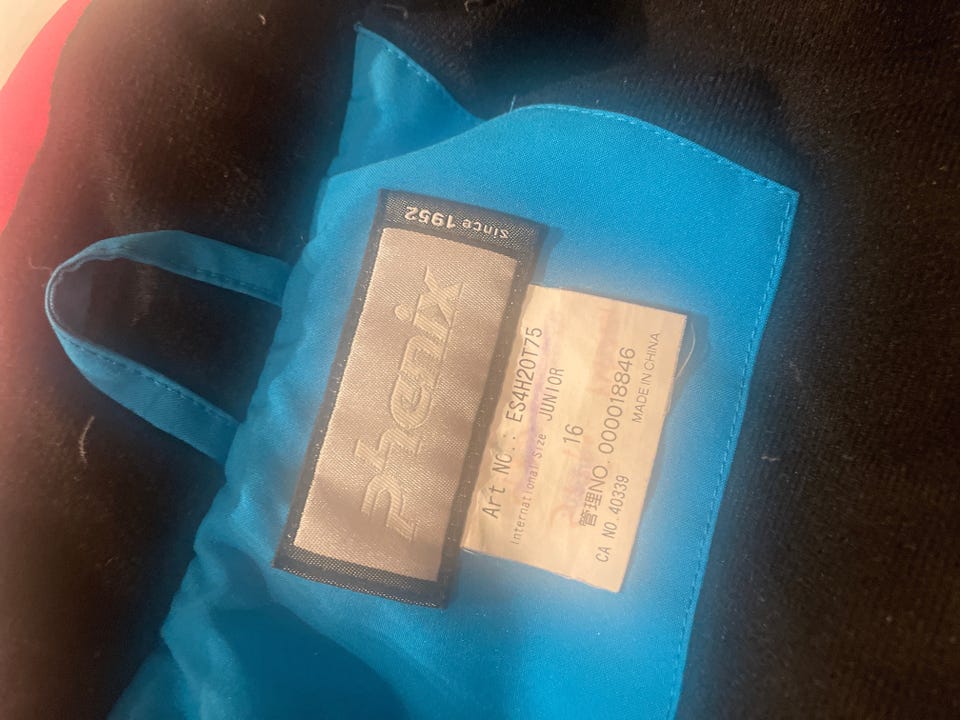 since 1952
phenix
Art NO.: ES4H20T75
International Size JUNIOR
16
管理NO.000018846
CA NO.40339 MADE IN CHINA